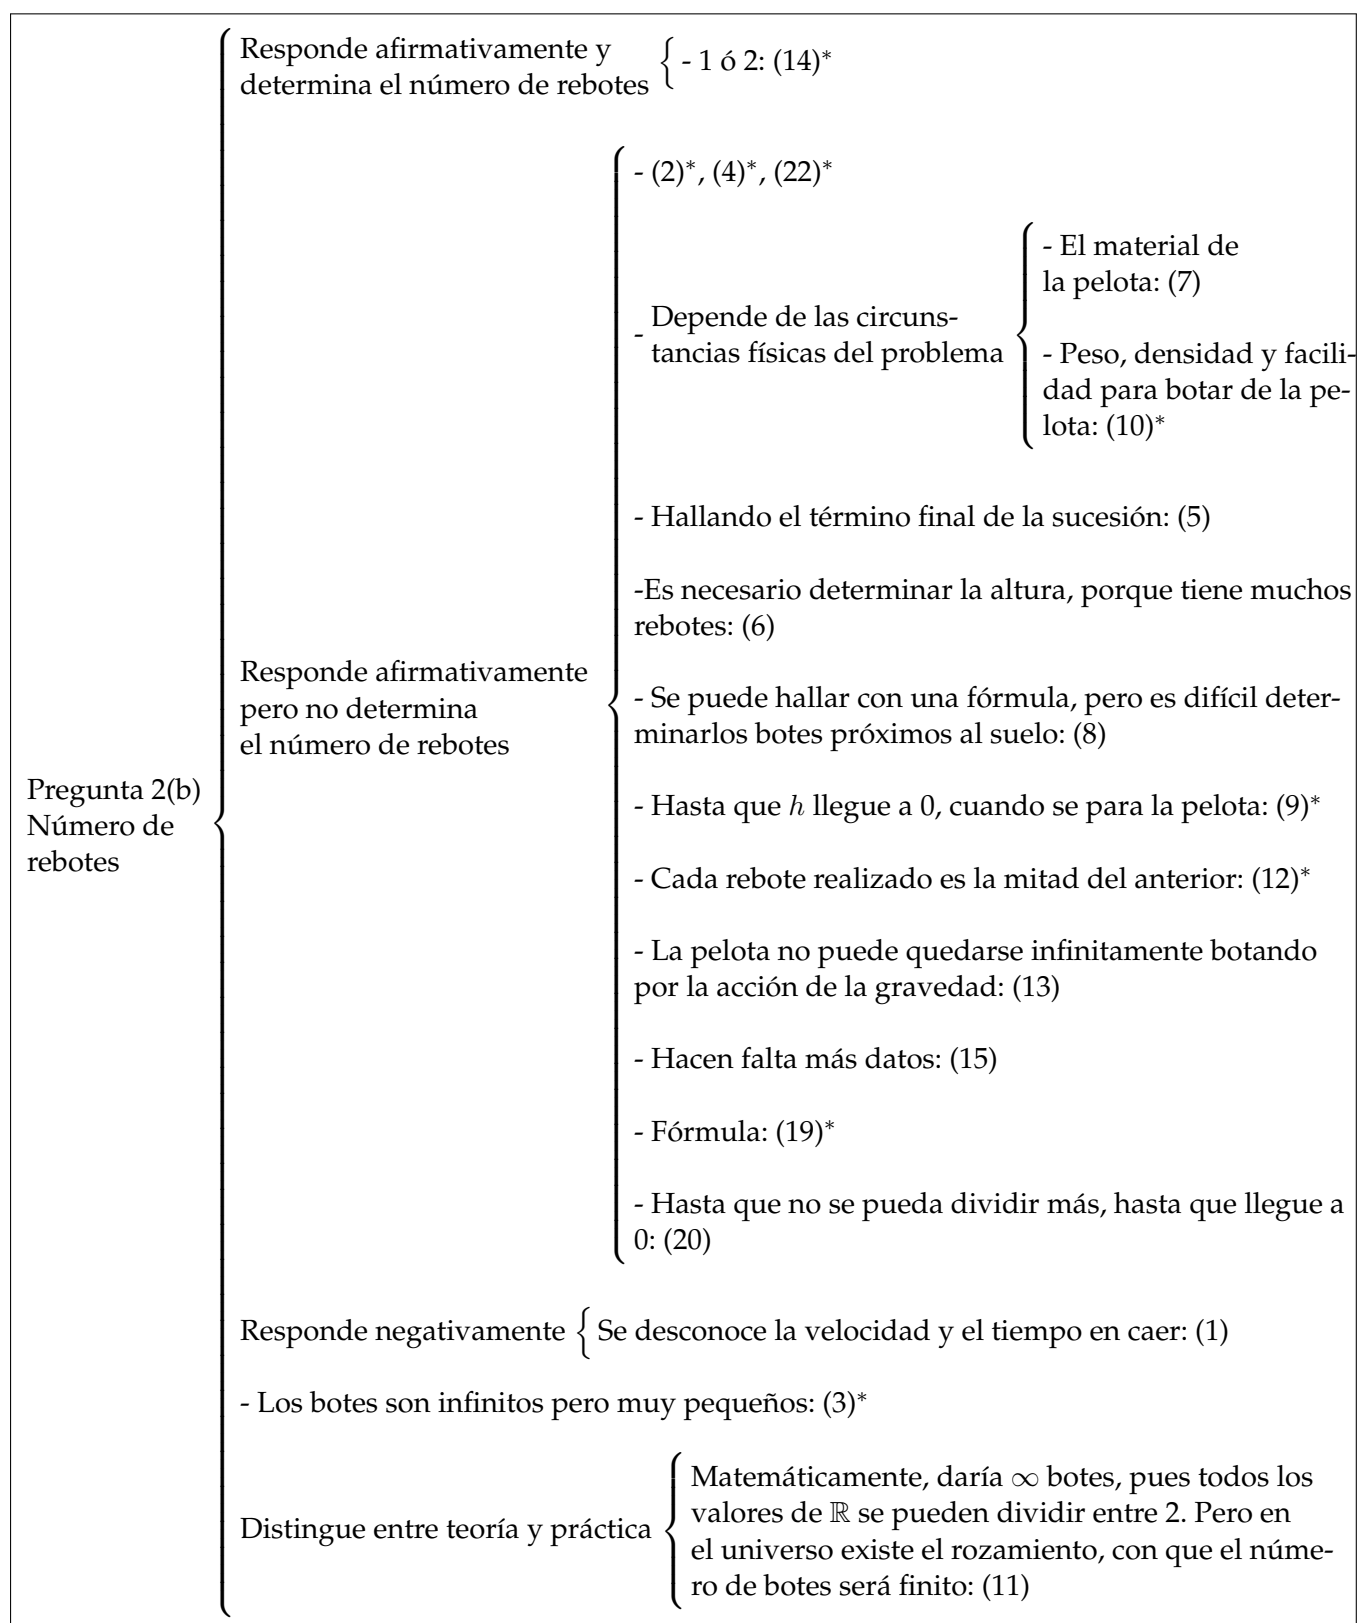 Responde afirmativamente y
determina el número de rebotes
- 1 ó 2: (14)*
- (2)*, (4)*, (22)*
- Depende de las circuns-
tancias físicas del problema
- El material de
la pelota: (7)
- Peso, densidad y facili-
dad para botar de la pe-
lota: (10)*
- Hallando el término final de la sucesión: (5)
-Es necesario determinar la altura, porque tiene muchos
rebotes: (6)
Responde afirmativamente
pero no determina
el número de rebotes
- Se puede hallar con una fórmula, pero es difícil deter-
minarlos botes próximos al suelo: (8)
Pregunta 2(b)
Número de
rebotes
- Hasta que h llegue a 0, cuando se para la pelota: (9)*
- Cada rebote realizado es la mitad del anterior: (12)*
- La pelota no puede quedarse infinitamente botando
por la acción de la gravedad: (13)
- Hacen falta más datos: (15)
- Fórmula: (19)*
- Hasta que no se pueda dividir más, hasta que llegue a
0: (20)
Responde negativamente { Se desconoce la velocidad y el tiempo en caer: (1)
- Los botes son infinitos pero muy pequeños: (3)*
Distingue entre teoría y práctica
Matemáticamente, daría ∞ botes, pues todos los
valores de ℝ se pueden dividir entre 2. Pero en
el universo existe el rozamiento, con que el núme-
ro de botes será finito: (11)